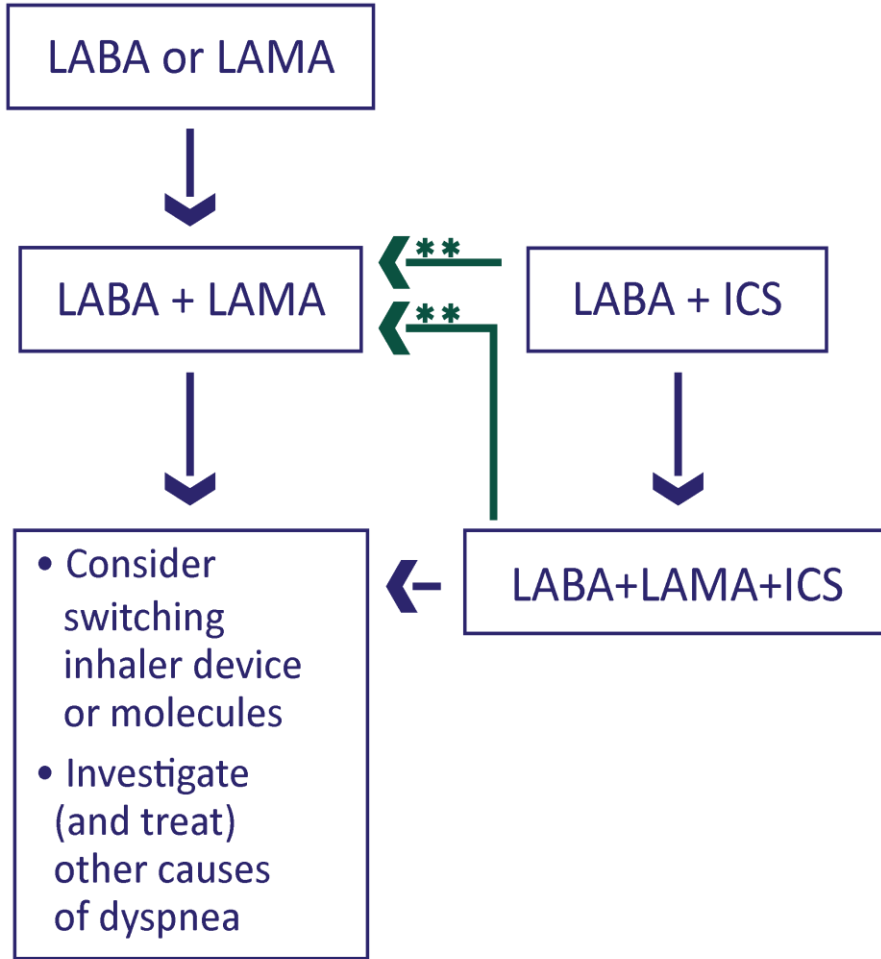 LABA or LAMA
LABA + LAMA
**
**
LABA + ICS
LABA+LAMA+ICS
• Consider
switching
inhaler device
or molecules
• Investigate
(and treat)
other causes
of dyspnea